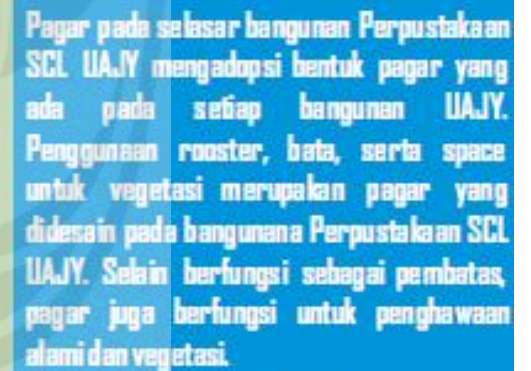 Pagar pada selasar bangunan Perpustakaan
SCL UAJY mengadopsi bentuk pagar yang
ada pada setiap bangunan UAJY.
Penggunaan rooster, bata, serta space
untuk vegetasi merupakan pagar yang
didesain pada bangunana Perpustakaan SCL
UAJY. Selain berfungsi sebagai pembatas,
pagar juga berfungsi untuk penghawaan
alami dan vegetasi.